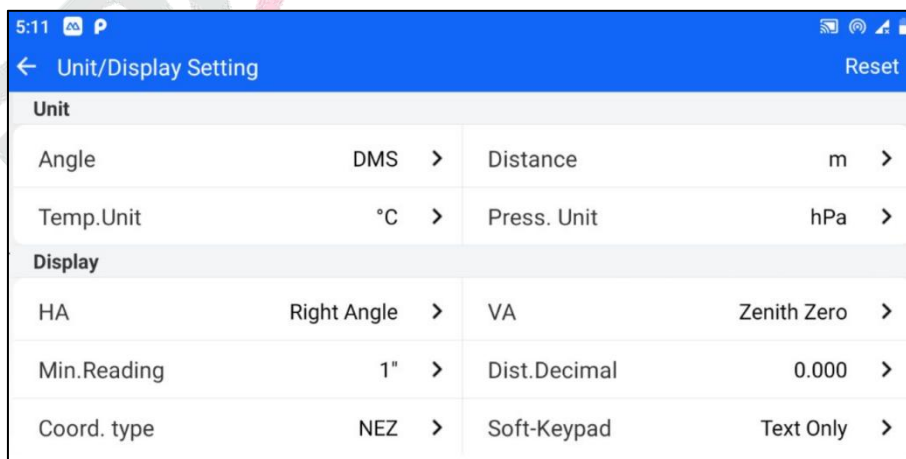 5:11
Unit/Display Setting Reset
Unit
Angle DMS Distance m
Temp.Unit °C Press. Unit hPa
Display
HA Right Angle VA Zenith Zero
Min.Reading 1" Dist.Decimal 0.000
Coord. type NEZ Soft-Keypad Text Only